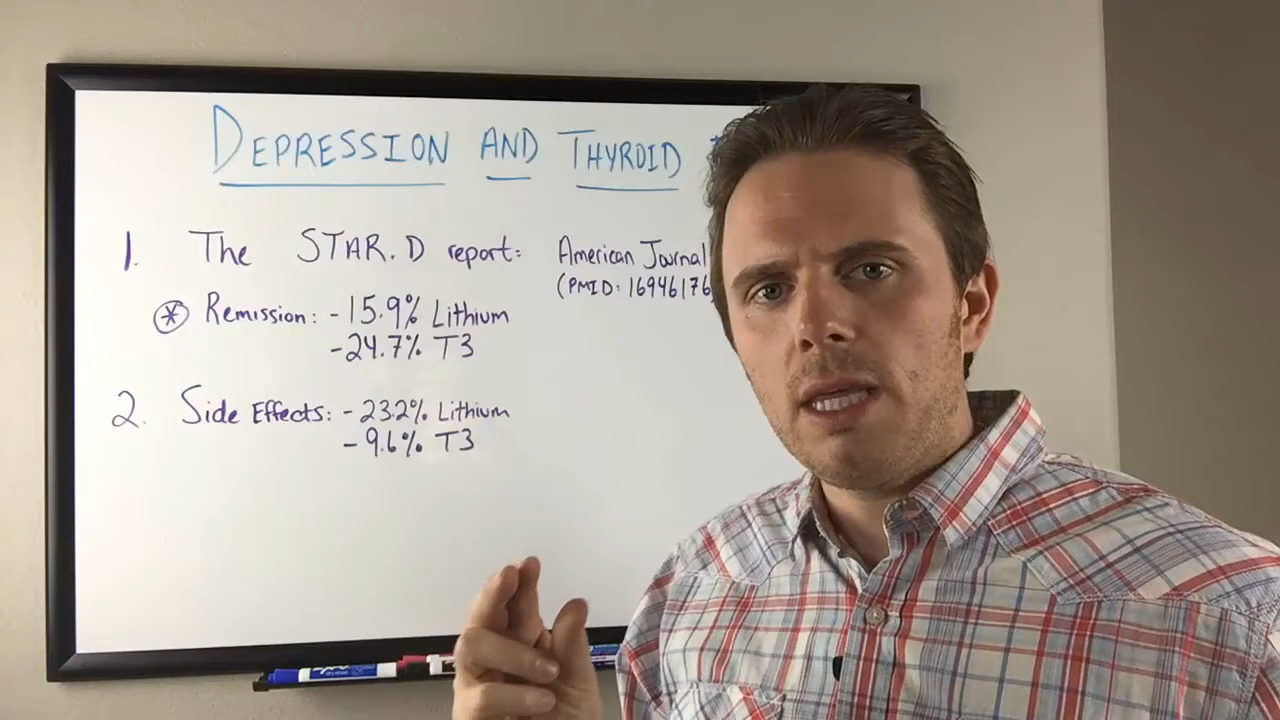 DEPRESSION AND THYROID
1. The STAR.D report: American Journal
(PMID: 16946176)
* Remission: - 15.9% Lithium
- 24.7% T3
2. Side Effects: - 23.2% Lithium
- 9.6% T3